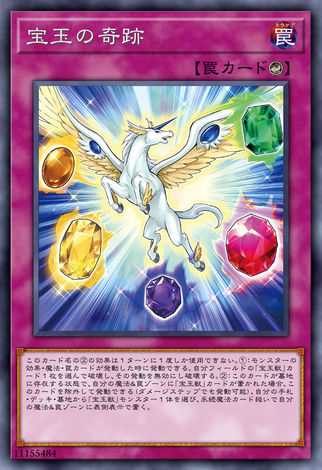 宝玉の奇跡
トラップ
罠
【罠カード】
このカード名の②の効果は1ターンに1度しか使用できない。①:モンスターの
効果・魔法・罠カードが発動した時に発動できる。自分フィールドの「宝玉獣」カー
ド1枚を選んで破壊し、その発動を無効にし破壊する。②:このカードが墓地
に存在する状態で、自分の魔法&罠ゾーンに「宝玉獣」カードが置かれた場合、こ
のカードを除外して発動できる(ダメージステップでも発動可能)。自分の手札
・デッキ・墓地から「宝玉獣」モンスター1体を選び、永続魔法カード扱いで自分
の魔法&罠ゾーンに表側表示で置く。
11155484